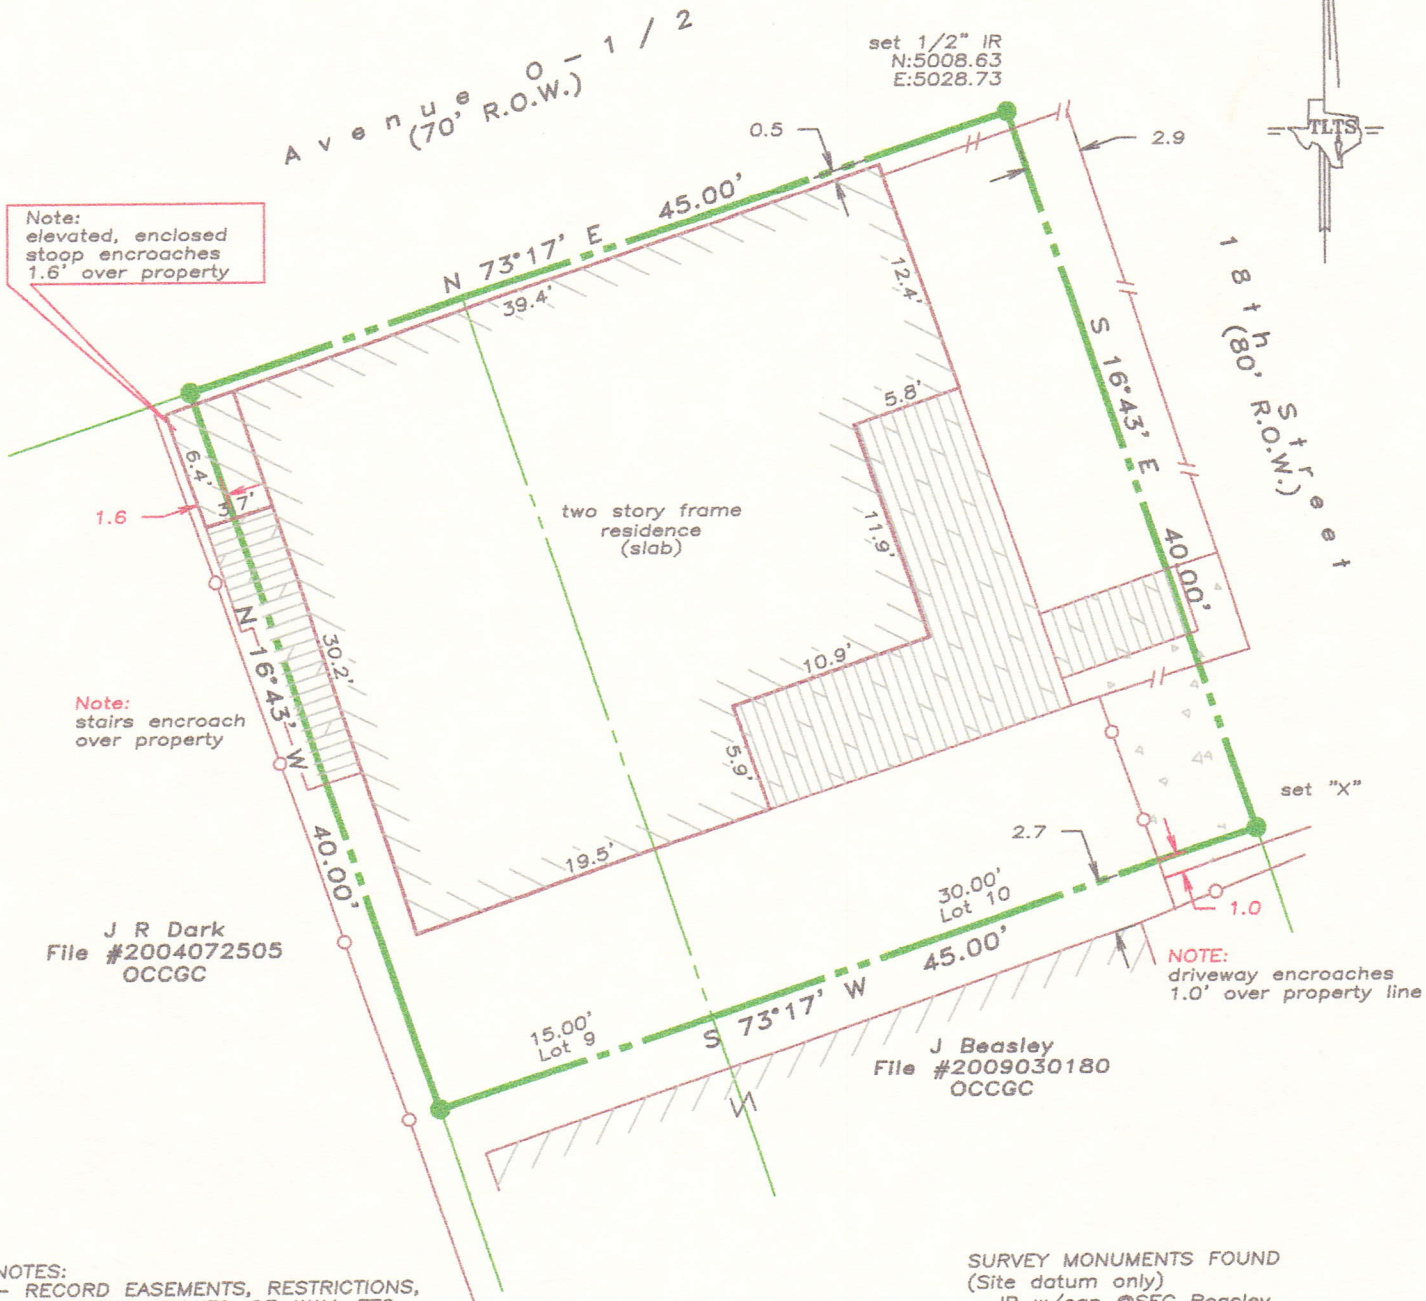 Avenue O-1/2
(70' R.O.W.)
set 1/2" IR
N:5008.63
E:5028.73
TLTS
0.5
2.9
Note:
elevated, enclosed
stoop encroaches
1.6' over property
N 73°17' E
45.00'
39.4'
12.4'
18th Street
(80' R.O.W.)
S 16°43' E
40.00'
5.8'
6.4'
3.7'
1.6
two story frame
residence
(slab)
11.9'
10.9'
5.9'
30.2'
N 16°43' W
40.00'
Note:
stairs encroach
over property
set "X"
2.7
19.5'
30.00'
Lot 10
45.00'
1.0
J R Dark
File #2004072505
OCCGC
NOTE:
driveway encroaches
1.0' over property line
15.00'
Lot 9
S 73°17' W
J Beasley
File #2009030180
OCCGC
NOTES:
- RECORD EASEMENTS, RESTRICTIONS,
SURVEY MONUMENTS FOUND
(Site datum only)